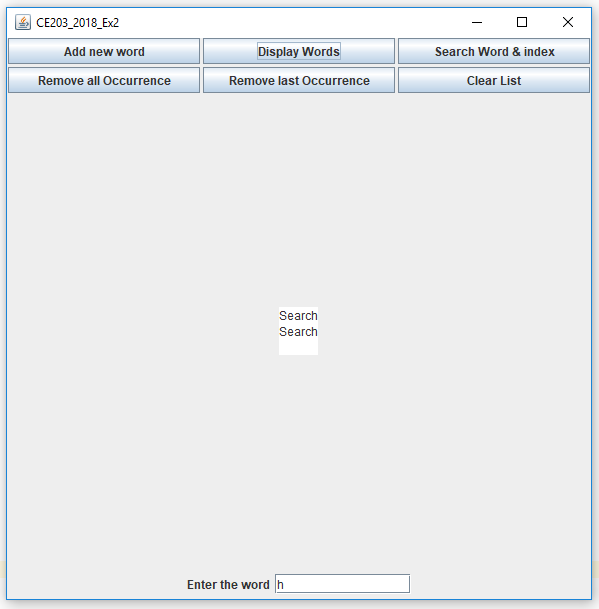 CE203_2018_Ex2
Add new word Display Words Search Word & index
Remove all Occurrence Remove last Occurrence Clear List
Search
Search
Enter the word h